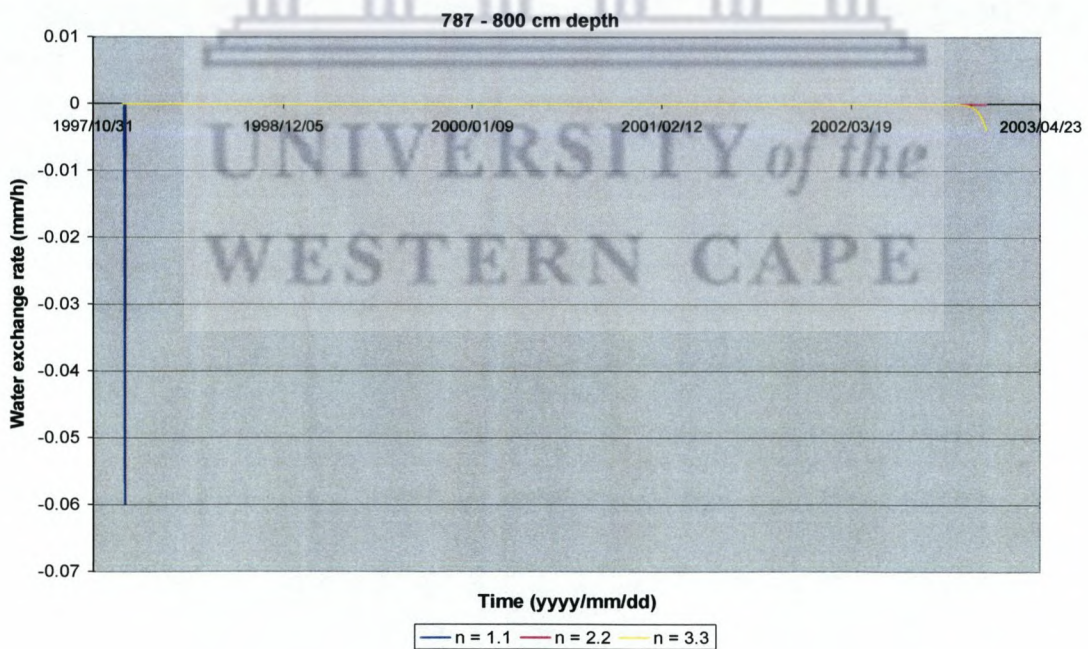 787 - 800 cm depth
0.01
0
-0.01
-0.02
-0.03
-0.04
-0.05
-0.06
-0.07
Water exchange rate (mm/h)
1997/10/31 1998/12/05 2000/01/09 2001/02/12 2002/03/19 2003/04/23
UNIVERSITY of the
WESTERN CAPE
Time (yyyy/mm/dd)
n = 1.1 n = 2.2 n = 3.3